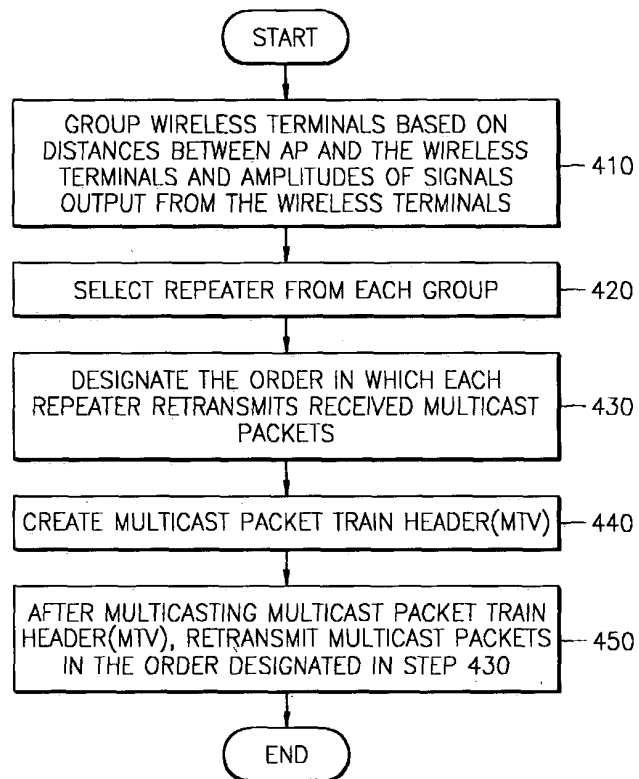 START
GROUP WIRELESS TERMINALS BASED ON
DISTANCES BETWEEN AP AND THE WIRELESS
TERMINALS AND AMPLITUDES OF SIGNALS
OUTPUT FROM THE WIRELESS TERMINALS
410
SELECT REPEATER FROM EACH GROUP
420
DESIGNATE THE ORDER IN WHICH EACH
REPEATER RETRANSMITS RECEIVED MULTICAST
PACKETS
430
CREATE MULTICAST PACKET TRAIN HEADER(MTV)
440
AFTER MULTICASTING MULTICAST PACKET TRAIN
HEADER(MTV), RETRANSMIT MULTICAST PACKETS
IN THE ORDER DESIGNATED IN STEP 430
450
END